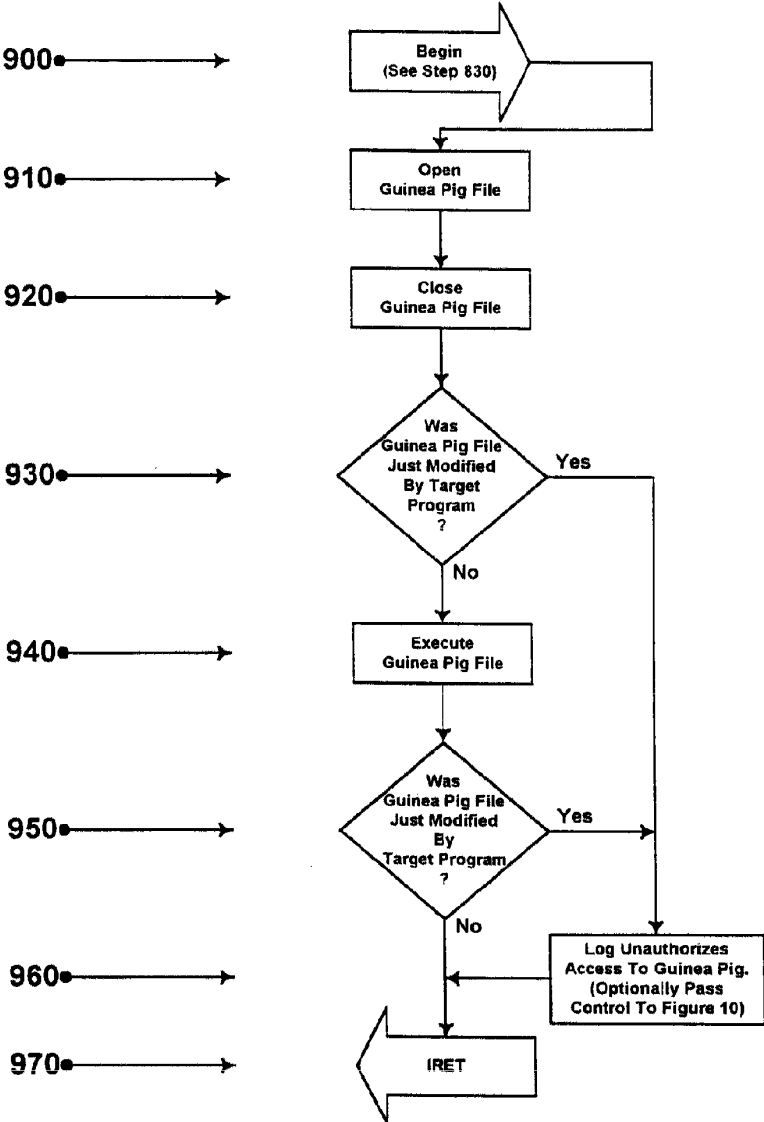 900
Begin
(See Step 830)
910
Open
Guinea Pig File
920
Close
Guinea Pig File
930
Was
Guinea Pig File
Just Modified
By Target
Program
?
Yes
No
940
Execute
Guinea Pig File
950
Was
Guinea Pig File
Just Modified
By
Target Program
?
Yes
No
960
Log Unauthorizes
Access To Guinea Pig.
(Optionally Pass
Control To Figure 10)
970
IRET